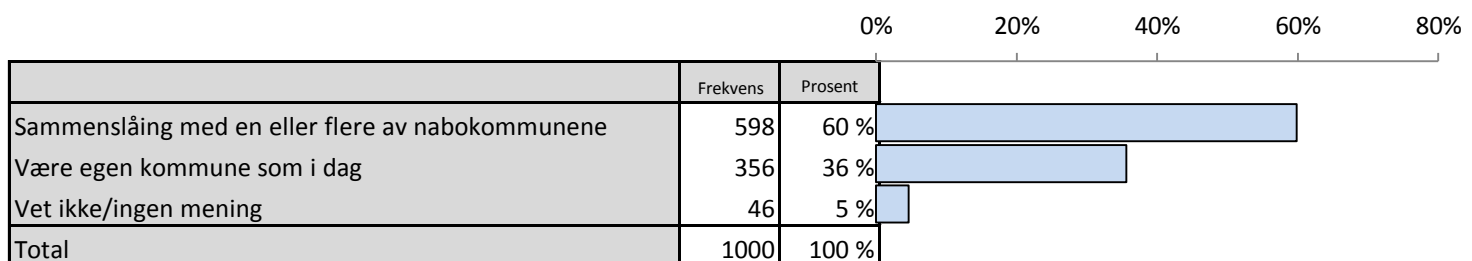 0% 20% 40% 60% 80%
Frekvens Prosent
Sammenslåing med en eller flere av nabokommunene 598 60 %
Være egen kommune som i dag 356 36 %
Vet ikke/ingen mening 46 5 %
Total 1000 100 %